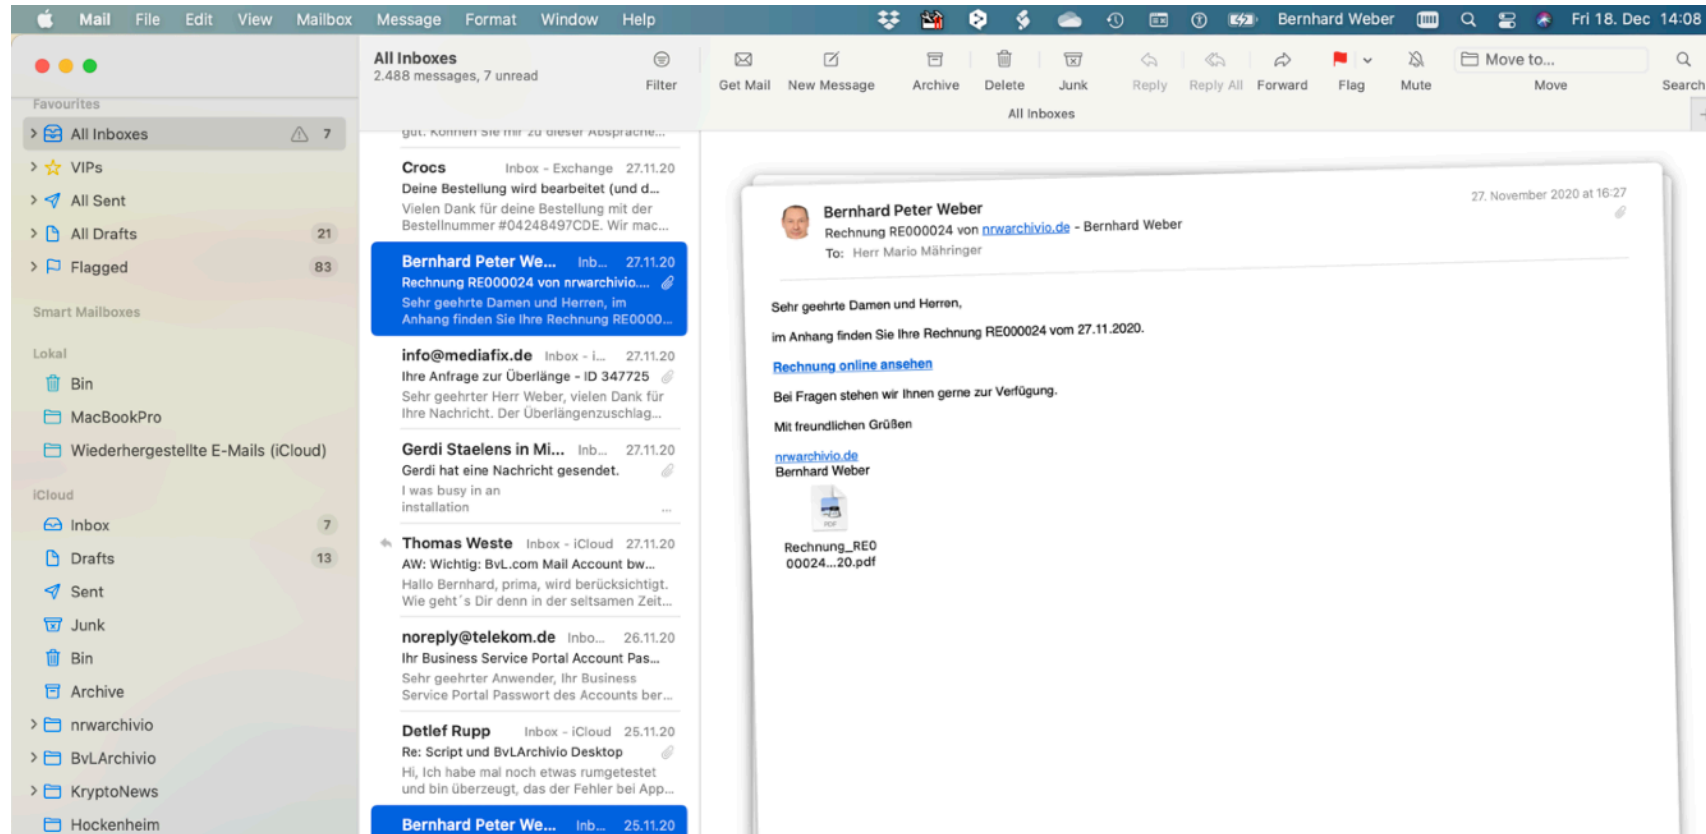 Mail File Edit View Mailbox Message Format Window Help Bernhard Weber Fri 18. Dec 14:08
Favourites
All Inboxes 7
VIPs
All Sent
All Drafts 21
Flagged 83
Smart Mailboxes
Lokal
Bin
MacBookPro
Wiederhergestellte E-Mails (iCloud)
iCloud
Inbox 7
Drafts 13
Sent
Junk
Bin
Archive
nrwarchivio
BvLArchivio
KryptoNews
Hockenheim
All Inboxes
2.488 messages, 7 unread
Filter
gut. Können Sie mir zu dieser Absprache...
Crocs Inbox - Exchange 27.11.20
Deine Bestellung wird bearbeitet (und d...
Vielen Dank für deine Bestellung mit der
Bestellnummer #04248497CDE. Wir mac...
Bernhard Peter We... Inb... 27.11.20
Rechnung RE000024 von nrwarchivio....
Sehr geehrte Damen und Herren, im
Anhang finden Sie Ihre Rechnung RE0000...
info@mediafix.de Inbox - i... 27.11.20
Ihre Anfrage zur Überlänge - ID 347725
Sehr geehrter Herr Weber, vielen Dank für
Ihre Nachricht. Der Überlängenzuschlag...
Gerdi Staelens in Mi... Inb... 27.11.20
Gerdi hat eine Nachricht gesendet.
I was busy in an
installation ...
Thomas Weste Inbox - iCloud 27.11.20
AW: Wichtig: BvL.com Mail Account bw...
Hallo Bernhard, prima, wird berücksichtigt.
Wie geht´s Dir denn in der seltsamen Zeit...
noreply@telekom.de Inbo... 26.11.20
Ihr Business Service Portal Account Pas...
Sehr geehrter Anwender, Ihr Business
Service Portal Passwort des Accounts ber...
Detlef Rupp Inbox - iCloud 25.11.20
Re: Script und BvLArchivio Desktop
Hi, Ich habe mal noch etwas rumgetestet
und bin überzeugt, das der Fehler bei App...
Bernhard Peter We... Inb... 25.11.20
Move to...
Get Mail New Message Archive Delete Junk Reply Reply All Forward Flag Mute Move Search
All Inboxes
27. November 2020 at 16:27
Bernhard Peter Weber
Rechnung RE000024 von nrwarchivio.de - Bernhard Weber
To: Herr Mario Mähringer
Sehr geehrte Damen und Herren,
im Anhang finden Sie Ihre Rechnung RE000024 vom 27.11.2020.
Rechnung online ansehen
Bei Fragen stehen wir Ihnen gerne zur Verfügung.
Mit freundlichen Grüßen
nrwarchivio.de
Bernhard Weber
PDF
Rechnung_RE0
00024...20.pdf